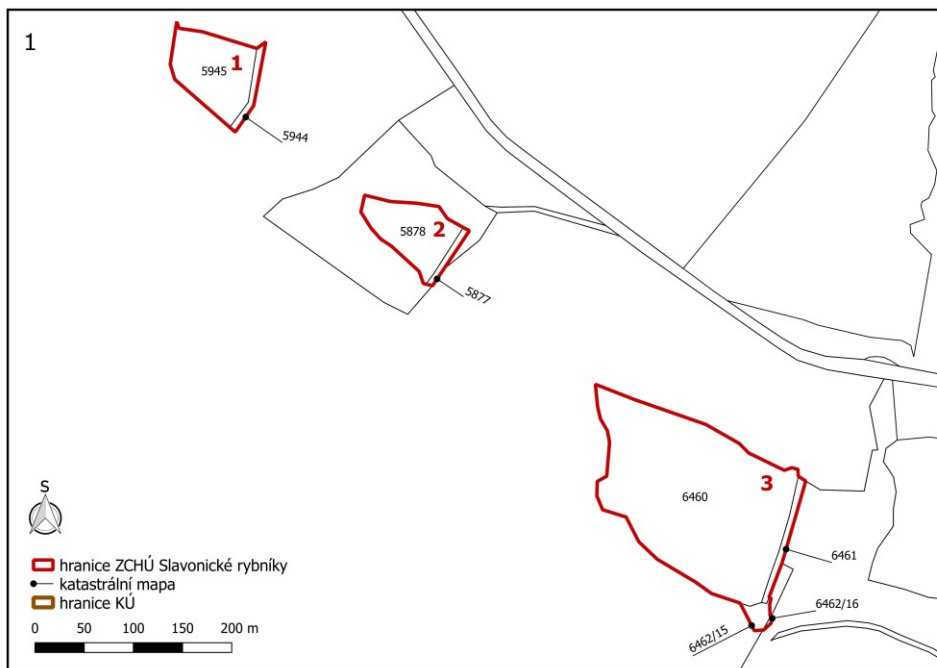 1
5945 1
5944
5878 2
5877
3
6460
6461
6462/16
6462/15
S
hranice ZCHÚ Slavonické rybníky
katastrální mapa
hranice KÚ
0 50 100 150 200 m